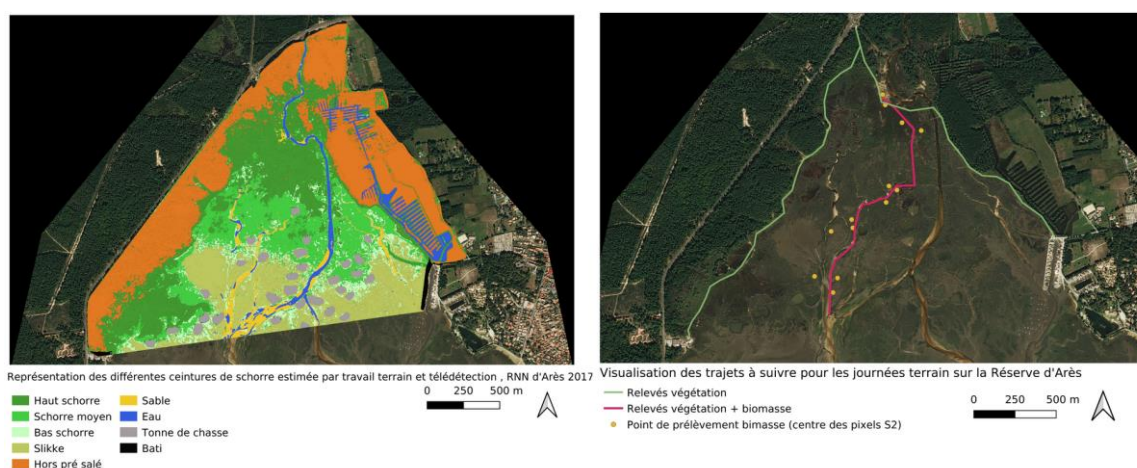 Représentation des différentes ceintures de schorre estimée par travail terrain et télédétection , RNN d'Arès 2017
Haut schorre
Schorre moyen
Bas schorre
Slikke
Hors pré salé
Sable
Eau
Tonne de chasse
Bati
0 250 500 m
Visualisation des trajets à suivre pour les journées terrain sur la Réserve d'Arès
Relevés végétation
Relevés végétation + biomasse
Point de prélèvement bimasse (centre des pixels S2)
0 250 500 m